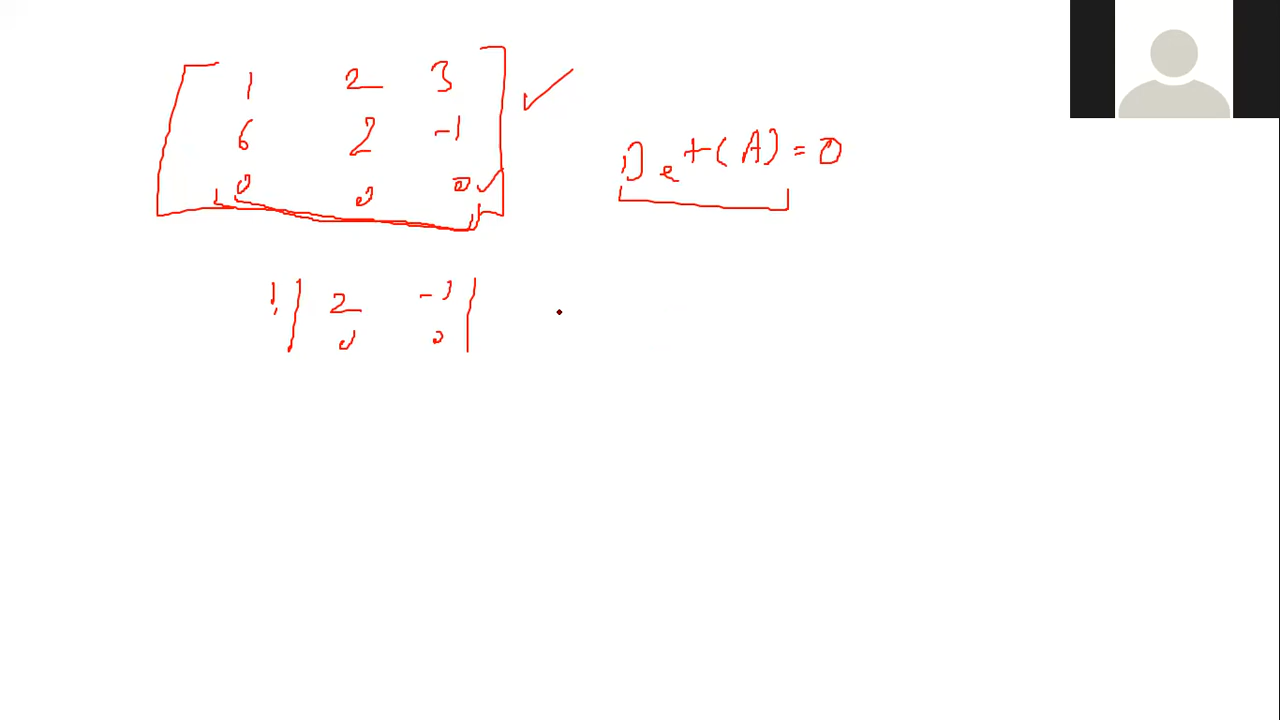 1 2 3
6 2 -1
0 0 0
Det(A) = 0
1 | 2 -1 |
0 0